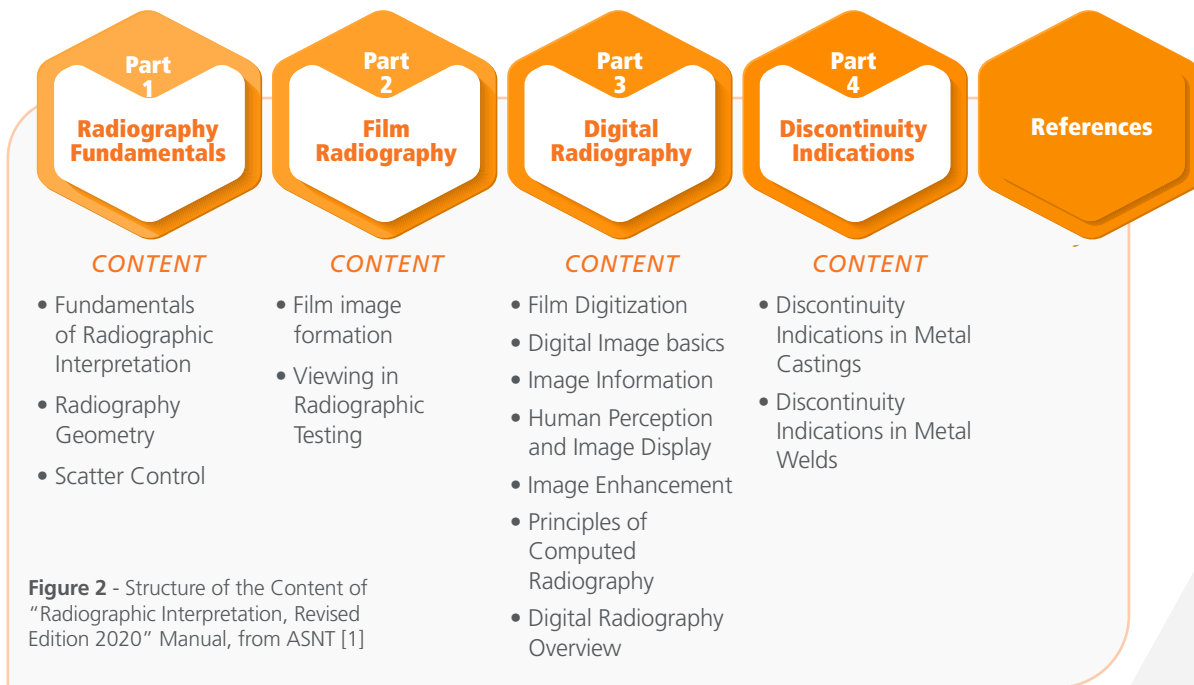 Part
1
Radiography
Fundamentals
Part
2
Film
Radiography
Part
3
Digital
Radiography
Part
4
Discontinuity
Indications
References
CONTENT
• Fundamentals
of Radiographic
Interpretation
• Radiography
Geometry
• Scatter Control
CONTENT
• Film image
formation
• Viewing in
Radiographic
Testing
CONTENT
• Film Digitization
• Digital Image basics
• Image Information
• Human Perception
and Image Display
• Image Enhancement
• Principles of
Computed
Radiography
• Digital Radiography
Overview
CONTENT
• Discontinuity
Indications in Metal
Castings
• Discontinuity
Indications in Metal
Welds
Figure 2 - Structure of the Content of
“Radiographic Interpretation, Revised
Edition 2020” Manual, from ASNT [1]